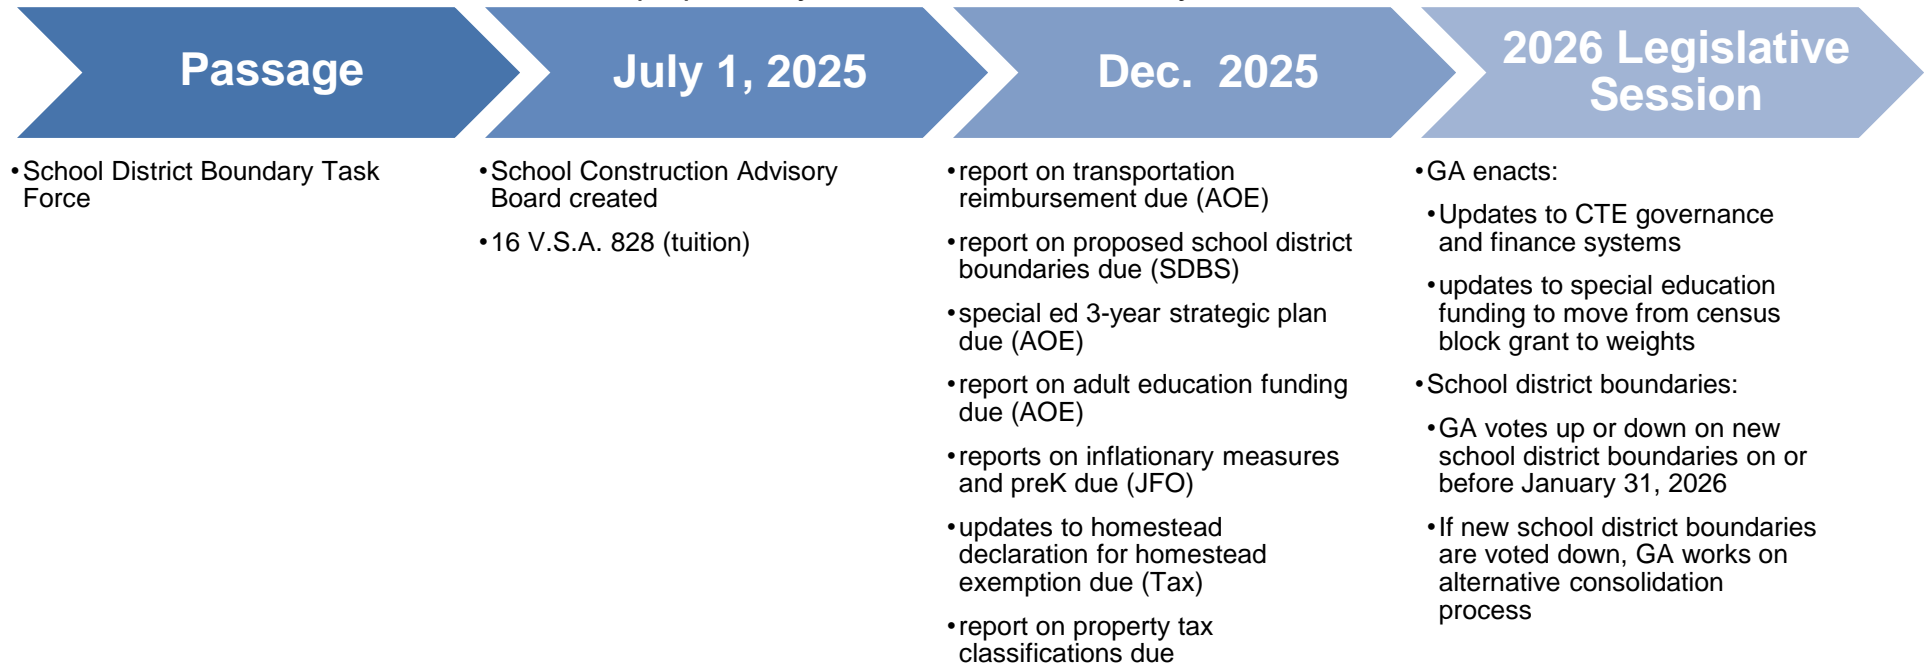 Passage
July 1, 2025
Dec. 2025
2026 Legislative
Session
•School District Boundary Task
Force
•School Construction Advisory
Board created
•16 V.S.A. 828 (tuition)
•report on transportation
reimbursement due (AOE)
•report on proposed school district
boundaries due (SDBS)
•special ed 3-year strategic plan
due (AOE)
•report on adult education funding
due (AOE)
•reports on inflationary measures
and preK due (JFO)
•updates to homestead
declaration for homestead
exemption due (Tax)
•report on property tax
classifications due
•GA enacts:
•Updates to CTE governance
and finance systems
•updates to special education
funding to move from census
block grant to weights
•School district boundaries:
•GA votes up or down on new
school district boundaries on or
before January 31, 2026
•If new school district boundaries
are voted down, GA works on
alternative consolidation
process